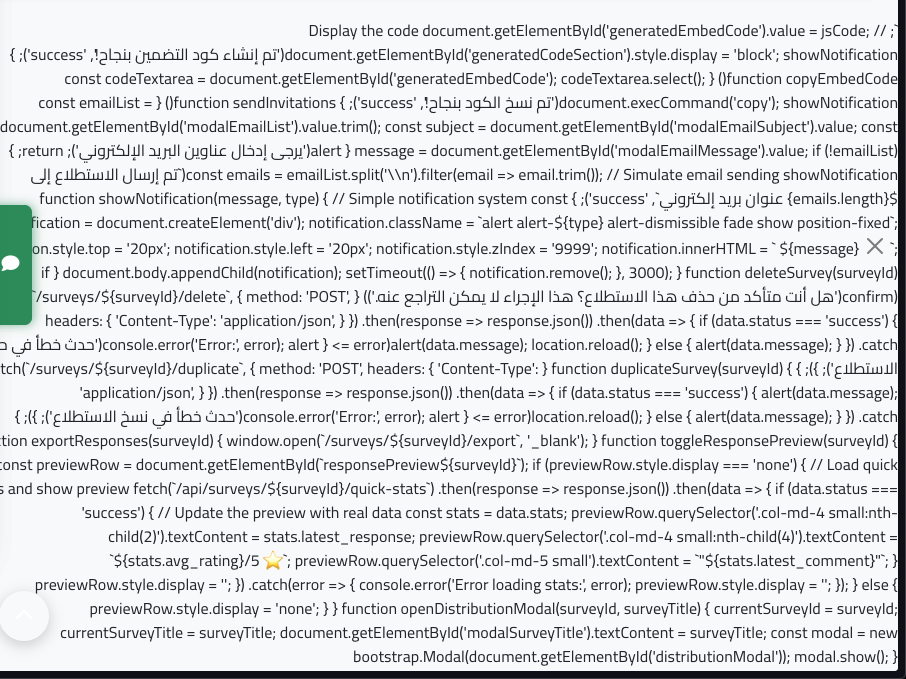 Display the code document.getElementById('generatedEmbedCode').value = jsCode; // ;`
document.getElementById('generatedCodeSection').style.display = 'block'; showNotification('تم إنشاء كود التضمين بنجاح!', 'success'); }
function copyEmbedCode() { const codeTextarea = document.getElementById('generatedEmbedCode'); codeTextarea.select();
document.execCommand('copy'); showNotification('تم نسخ الكود بنجاح!', 'success'); } function sendInvitations() { const emailList =
document.getElementById('modalEmailList').value.trim(); const subject = document.getElementById('modalEmailSubject').value; const
message = document.getElementById('modalEmailMessage').value; if (!emailList) { alert('يرجى إدخال عناوين البريد الإلكتروني'); return; }
const emails = emailList.split('\\n').filter(email => email.trim()); // Simulate email sending showNotification(`تم إرسال الاستطلاع إلى
${emails.length} عنوان بريد إلكتروني`, 'success'); } function showNotification(message, type) { // Simple notification system const
fication = document.createElement('div'); notification.className = `alert alert-${type} alert-dismissible fade show position-fixed`;
on.style.top = '20px'; notification.style.left = '20px'; notification.style.zIndex = '9999'; notification.innerHTML = ` ${message} `;
document.body.appendChild(notification); setTimeout(() => { notification.remove(); }, 3000); } function deleteSurvey(surveyId) { if
(confirm('هل أنت متأكد من حذف هذا الاستطلاع؟ هذا الإجراء لا يمكن التراجع عنه.')) { `/surveys/${surveyId}/delete`, { method: 'POST',
headers: { 'Content-Type': 'application/json', } }) .then(response => response.json()) .then(data => { if (data.status === 'success') {
alert(data.message); location.reload(); } else { alert(data.message); } }) .catch(error => { console.error('Error:', error); alert('حدث خطأ في
الاستطلاع'); }); } } function duplicateSurvey(surveyId) { tch(`/surveys/${surveyId}/duplicate`, { method: 'POST', headers: { 'Content-Type':
'application/json', } }) .then(response => response.json()) .then(data => { if (data.status === 'success') { alert(data.message);
location.reload(); } else { alert(data.message); } }) .catch(error => { console.error('Error:', error); alert('حدث خطأ في نسخ الاستطلاع'); }); }
tion exportResponses(surveyId) { window.open(`/surveys/${surveyId}/export`, '_blank'); } function toggleResponsePreview(surveyId) {
const previewRow = document.getElementById(`responsePreview${surveyId}`); if (previewRow.style.display === 'none') { // Load quick
s and show preview fetch(`/api/surveys/${surveyId}/quick-stats`) .then(response => response.json()) .then(data => { if (data.status ===
'success') { // Update the preview with real data const stats = data.stats; previewRow.querySelector('.col-md-4 small:nth-
child(2)').textContent = stats.latest_response; previewRow.querySelector('.col-md-4 small:nth-child(4)').textContent =
`${stats.avg_rating}/5 ⭐`; previewRow.querySelector('.col-md-5 small').textContent = `"${stats.latest_comment}"`; }
previewRow.style.display = ''; }) .catch(error => { console.error('Error loading stats:', error); previewRow.style.display = ''; }); } else {
previewRow.style.display = 'none'; } } function openDistributionModal(surveyId, surveyTitle) { currentSurveyId = surveyId;
currentSurveyTitle = surveyTitle; document.getElementById('modalSurveyTitle').textContent = surveyTitle; const modal = new
bootstrap.Modal(document.getElementById('distributionModal')); modal.show(); }